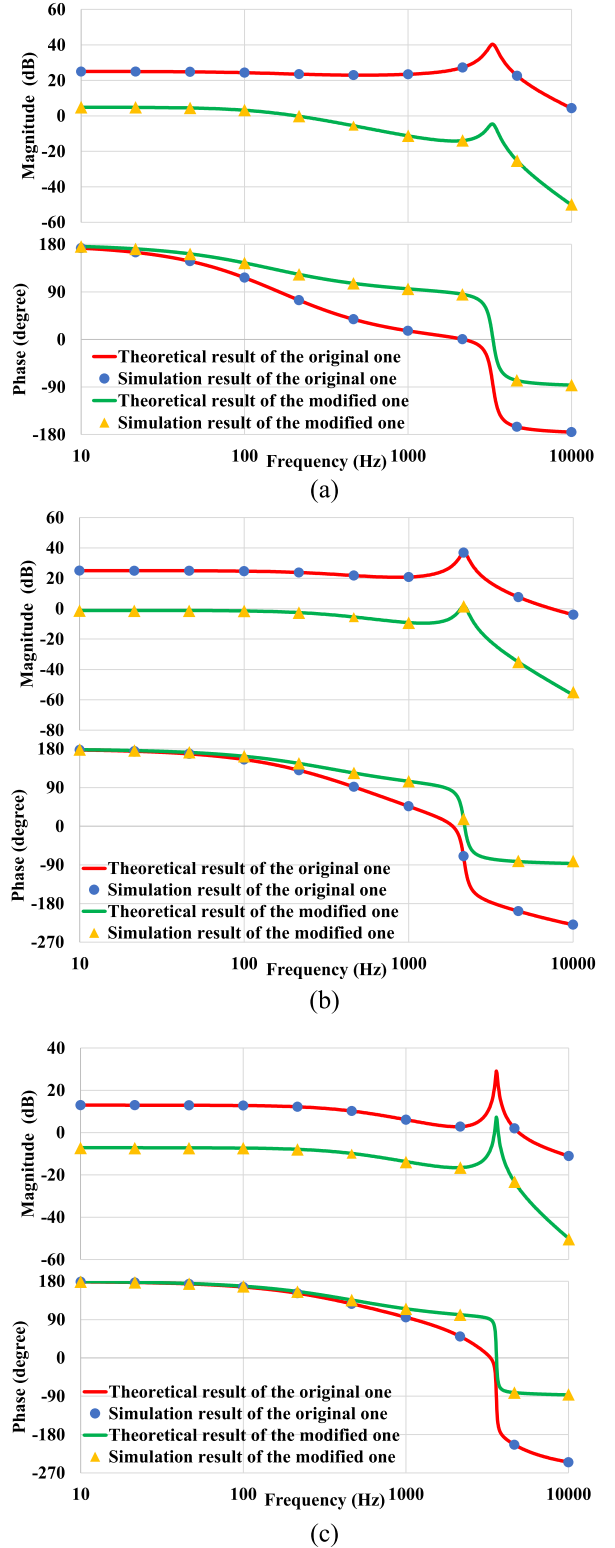 60
40
20
0
-20
-40
-60
Magnitude (dB)
180
90
0
-90
-180
Phase (degree)
Theoretical result of the original one
Simulation result of the original one
Theoretical result of the modified one
Simulation result of the modified one
10 100 1000 10000
Frequency (Hz)
(a)
60
40
20
0
-20
-40
-60
-80
Magnitude (dB)
180
90
0
-90
-180
-270
Phase (degree)
Theoretical result of the original one
Simulation result of the original one
Theoretical result of the modified one
Simulation result of the modified one
10 100 1000 10000
Frequency (Hz)
(b)
40
20
0
-20
-40
-60
Magnitude (dB)
180
90
0
-90
-180
-270
Phase (degree)
Theoretical result of the original one
Simulation result of the original one
Theoretical result of the modified one
Simulation result of the modified one
10 100 1000 10000
Frequency (Hz)
(c)